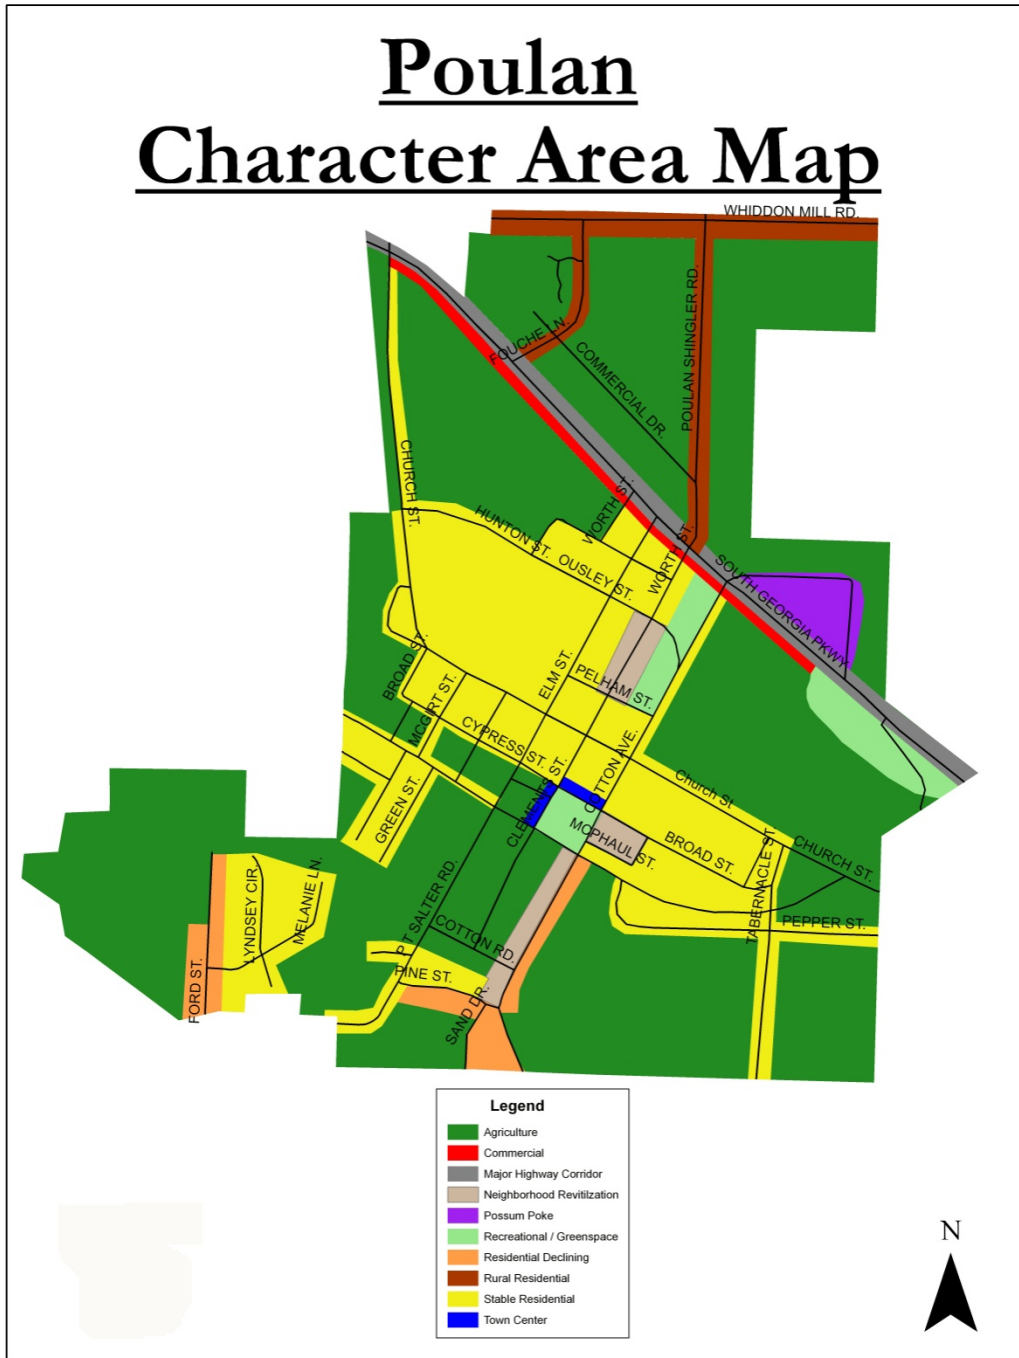 Poulan
Character Area Map
WHIDDON MILL RD.
FOUCHE LN.
COMMERCIAL DR.
POULAN SHINGLER RD.
CHURCH ST.
HUNTON ST.
OUSLEY ST.
WORTH ST.
WORTH ST.
SOUTH GEORGIA PKWY
BROAD ST.
MCGIRT ST.
ELM ST.
PELHAM ST.
CYPRESS ST.
COTTON AVE.
GREEN ST.
CLEMENTS ST.
Church St
MCPHAUL ST.
BROAD ST.
TABERNACLE ST.
CHURCH ST.
PEPPER ST.
LYNDSEY CIR.
MELANIE LN.
FORD ST.
P T SALTER RD.
COTTON RD.
PINE ST.
SAND DR.
Legend
Agriculture
Commercial
Major Highway Corridor
Neighborhood Revitilzation
Possum Poke
Recreational / Greenspace
Residential Declining
Rural Residential
Stable Residential
Town Center
N